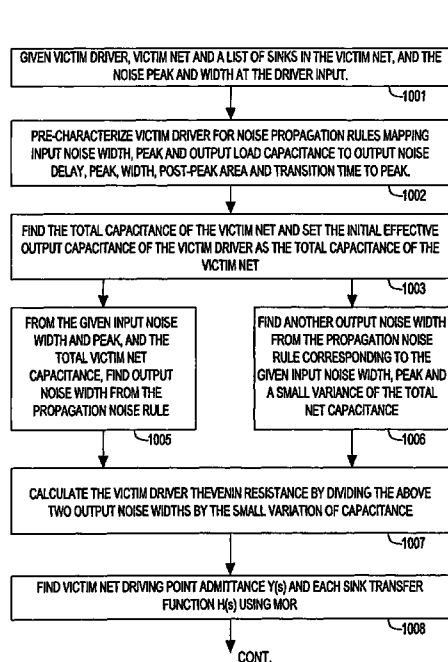 GIVEN VICTIM DRIVER, VICTIM NET AND A LIST OF SINKS IN THE VICTIM NET, AND THE
NOISE PEAK AND WIDTH AT THE DRIVER INPUT.
1001
PRE-CHARACTERIZE VICTIM DRIVER FOR NOISE PROPAGATION RULES MAPPING
INPUT NOISE WIDTH, PEAK AND OUTPUT LOAD CAPACITANCE TO OUTPUT NOISE
DELAY, PEAK, WIDTH, POST-PEAK AREA AND TRANSITION TIME TO PEAK.
1002
FIND THE TOTAL CAPACITANCE OF THE VICTIM NET AND SET THE INITIAL EFFECTIVE
OUTPUT CAPACITANCE OF THE VICTIM DRIVER AS THE TOTAL CAPACITANCE OF THE
VICTIM NET
1003
FROM THE GIVEN INPUT NOISE
WIDTH AND PEAK, AND THE
TOTAL VICTIM NET
CAPACITANCE, FIND OUTPUT
NOISE WIDTH FROM THE
PROPAGATION NOISE RULE
1005
FIND ANOTHER OUTPUT NOISE WIDTH
FROM THE PROPAGATION NOISE
RULE CORRESPONDING TO THE
GIVEN INPUT NOISE WIDTH, PEAK AND
A SMALL VARIANCE OF THE TOTAL
NET CAPACITANCE
1006
CALCULATE THE VICTIM DRIVER THEVENIN RESISTANCE BY DIVIDING THE ABOVE
TWO OUTPUT NOISE WIDTHS BY THE SMALL VARIATION OF CAPACITANCE
1007
FIND VICTIM NET DRIVING POINT ADMITTANCE Y(s) AND EACH SINK TRANSFER
FUNCTION H(s) USING MOR
1008
CONT.